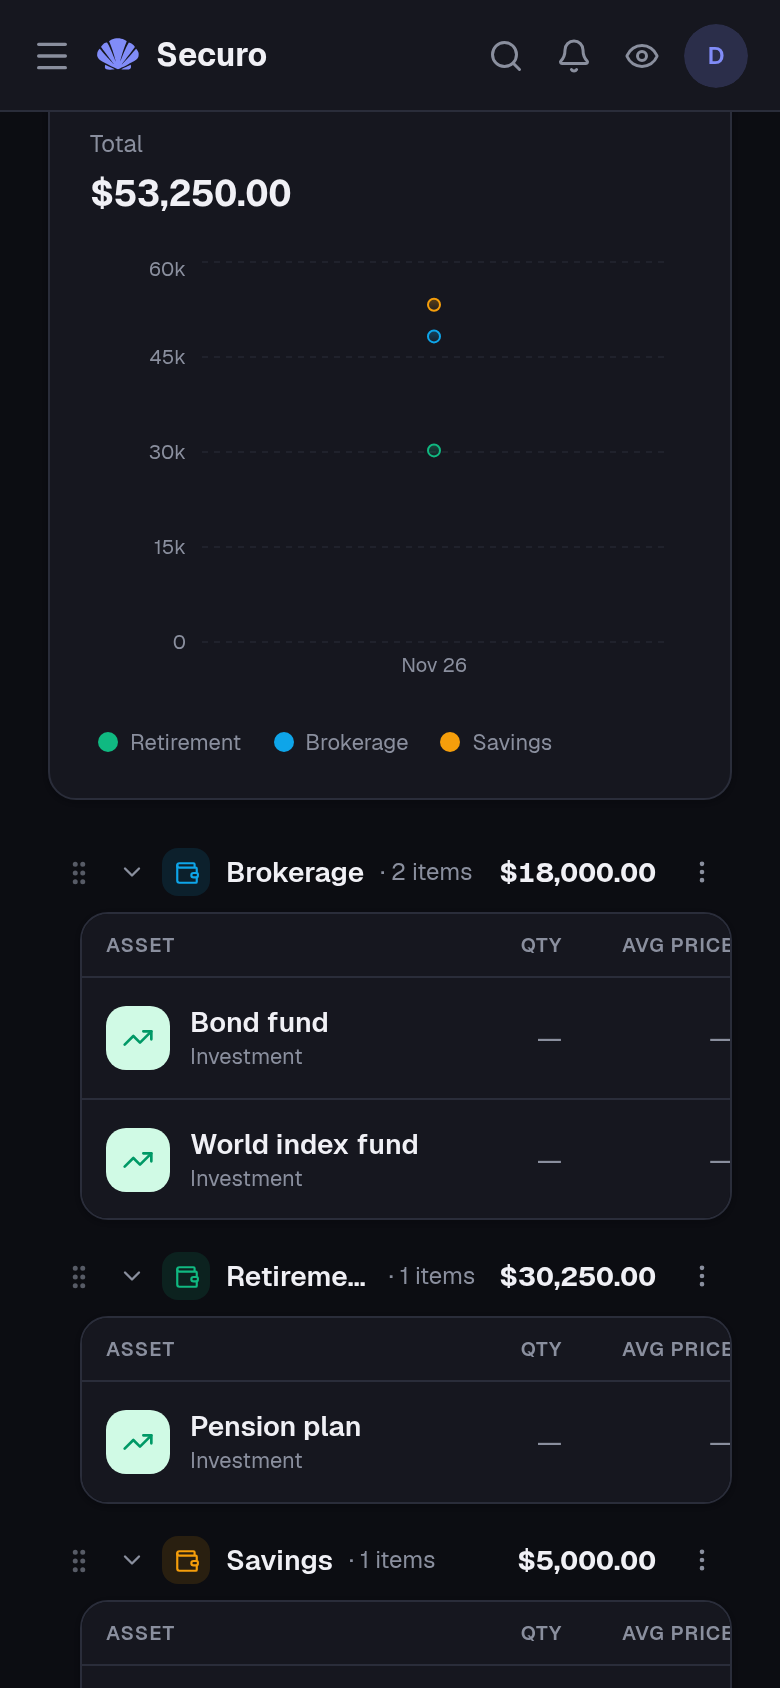 Securo
D
Total
$53,250.00
60k
45k
30k
15k
0
Nov 26
Retirement Brokerage Savings
Brokerage · 2 items $18,000.00
ASSET QTY AVG PRICE
Bond fund
Investment
— —
World index fund
Investment
— —
Retireme... · 1 items $30,250.00
ASSET QTY AVG PRICE
Pension plan
Investment
— —
Savings · 1 items $5,000.00
ASSET QTY AVG PRICE